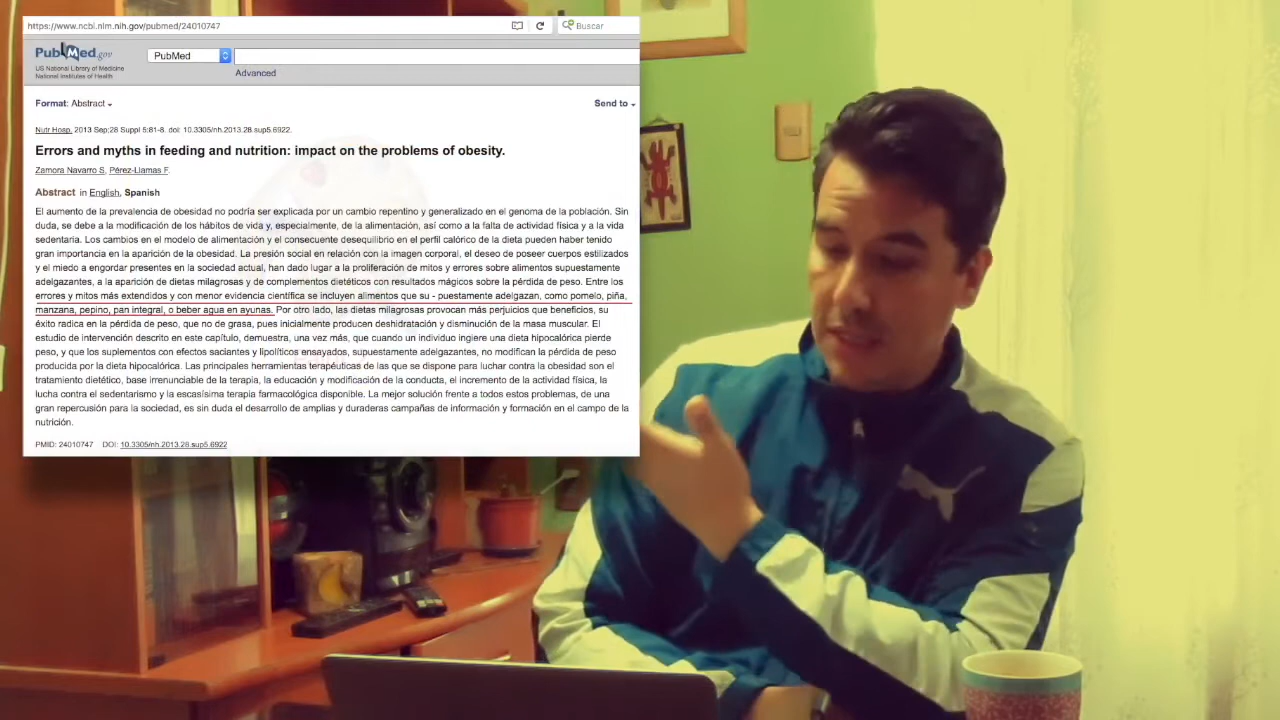 https://www.ncbi.nlm.nih.gov/pubmed/24010747
Buscar
PubMed.gov
US National Library of Medicine
National Institutes of Health
PubMed
Advanced
Format: Abstract
Send to
Nutr Hosp. 2013 Sep;28 Suppl 5:81-8. doi: 10.3305/nh.2013.28.sup5.6922.
Errors and myths in feeding and nutrition: impact on the problems of obesity.
Zamora Navarro S, Pérez-Llamas F.
Abstract in English, Spanish
El aumento de la prevalencia de obesidad no podría ser explicada por un cambio repentino y generalizado en el genoma de la población. Sin
duda, se debe a la modificación de los hábitos de vida y, especialmente, de la alimentación, así como a la falta de actividad física y a la vida
sedentaria. Los cambios en el modelo de alimentación y el consecuente desequilibrio en el perfil calórico de la dieta pueden haber tenido
gran importancia en la aparición de la obesidad. La presión social en relación con la imagen corporal, el deseo de poseer cuerpos estilizados
y el miedo a engordar presentes en la sociedad actual, han dado lugar a la proliferación de mitos y errores sobre alimentos supuestamente
adelgazantes, a la aparición de dietas milagrosas y de complementos dietéticos con resultados mágicos sobre la pérdida de peso. Entre los
errores y mitos más extendidos y con menor evidencia científica se incluyen alimentos que su - puestamente adelgazan, como pomelo, piña,
manzana, pepino, pan integral, o beber agua en ayunas. Por otro lado, las dietas milagrosas provocan más perjuicios que beneficios, su
éxito radica en la pérdida de peso, que no de grasa, pues inicialmente producen deshidratación y disminución de la masa muscular. El
estudio de intervención descrito en este capítulo, demuestra, una vez más, que cuando un individuo ingiere una dieta hipocalórica pierde
peso, y que los suplementos con efectos saciantes y lipolíticos ensayados, supuestamente adelgazantes, no modifican la pérdida de peso
producida por la dieta hipocalórica. Las principales herramientas terapéuticas de las que se dispone para luchar contra la obesidad son el
tratamiento dietético, base irrenunciable de la terapia, la educación y modificación de la conducta, el incremento de la actividad física, la
lucha contra el sedentarismo y la escasísima terapia farmacológica disponible. La mejor solución frente a todos estos problemas, de una
gran repercusión para la sociedad, es sin duda el desarrollo de amplias y duraderas campañas de información y formación en el campo de la
nutrición.
PMID: 24010747 DOI: 10.3305/nh.2013.28.sup5.6922